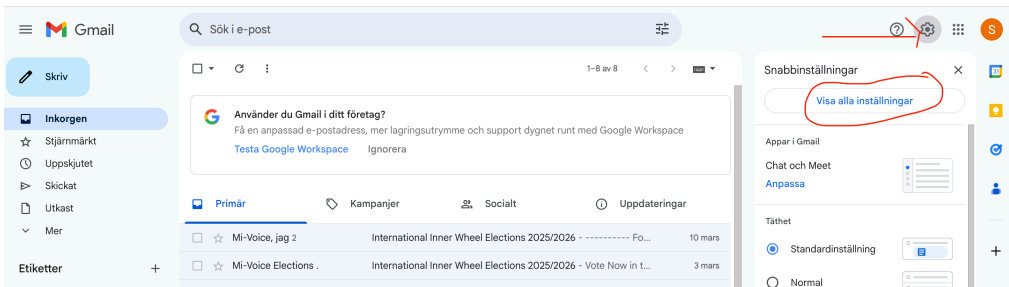 Gmail
Sök i e-post
S
Skriv
1–8 av 8
Snabbinställningar
Visa alla inställningar
Inkorgen
Stjärnmärkt
Uppskjutet
Skickat
Utkast
Mer
Etiketter
Använder du Gmail i ditt företag?
Få en anpassad e-postadress, mer lagringsutrymme och support dygnet runt med Google Workspace
Testa Google Workspace Ignorera
Primär Kampanjer Socialt Uppdateringar
Mi-Voice, jag 2 International Inner Wheel Elections 2025/2026 - ---------- Fo... 10 mars
Mi-Voice Elections . International Inner Wheel Elections 2025/2026 - Vote Now in t... 3 mars
Appar i Gmail
Chat och Meet
Anpassa
Täthet
Standardinställning
Normal
31